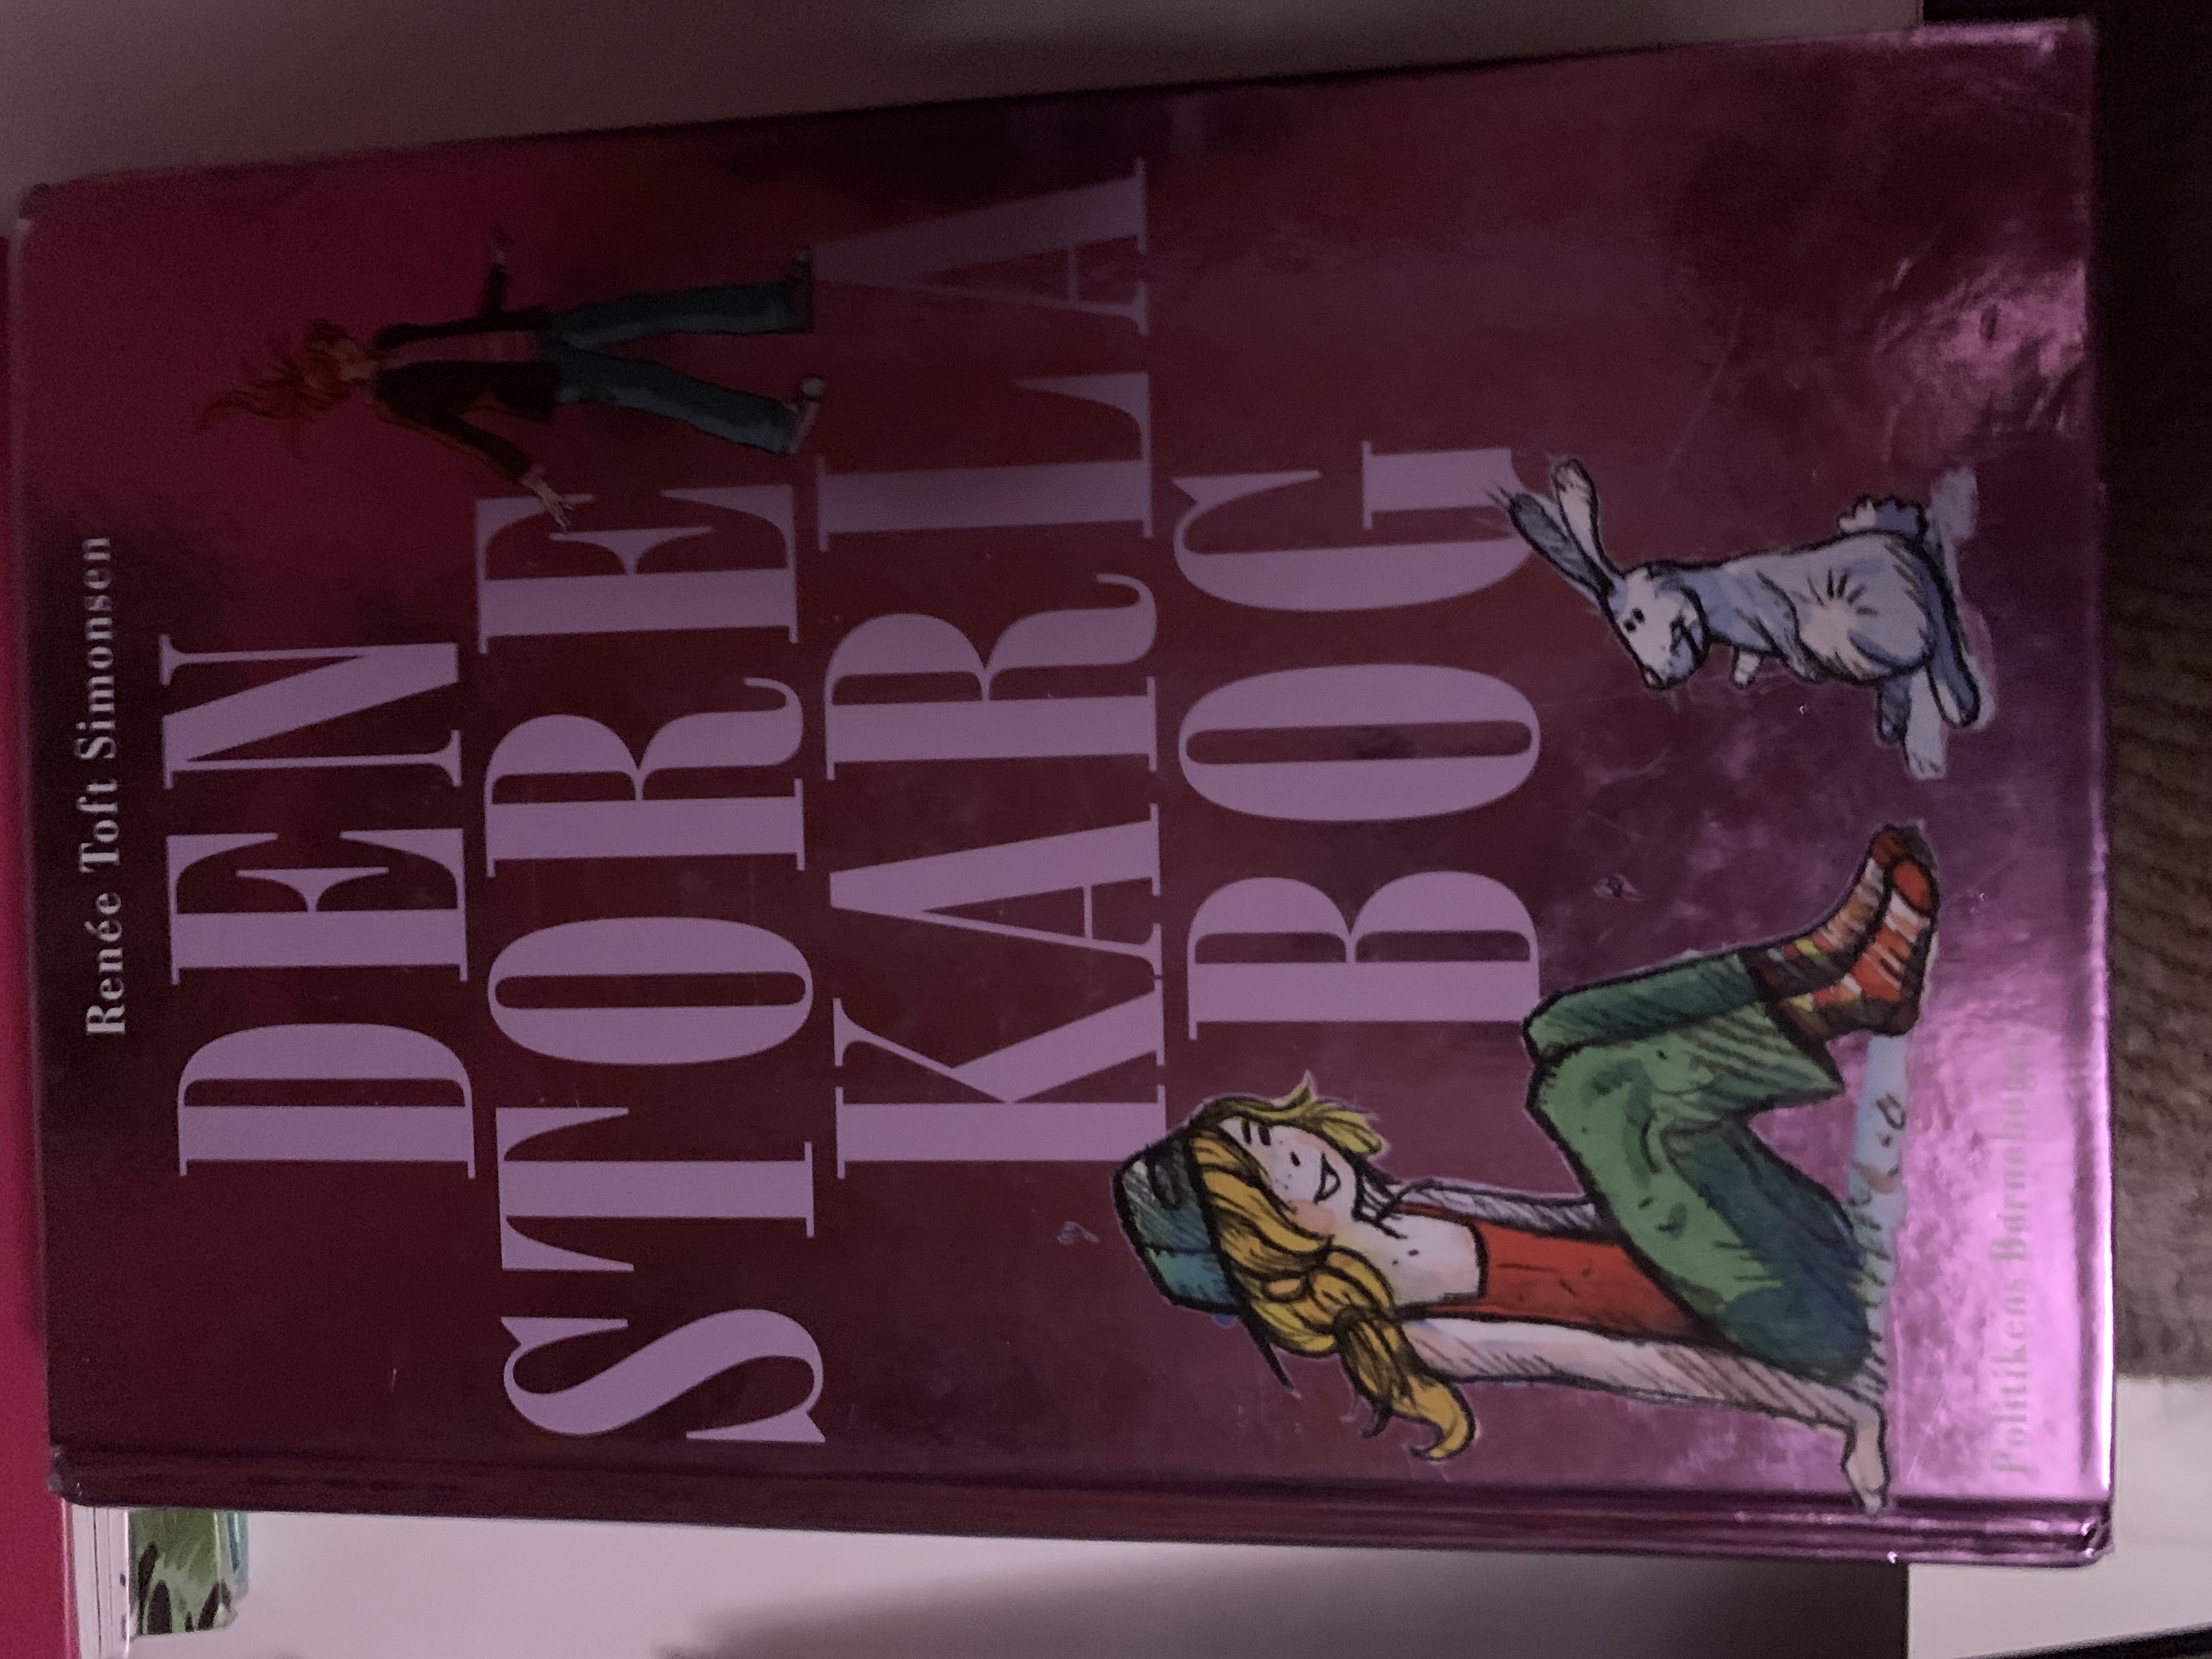 Renée Toft Simonsen
DEN
STORE
KARLA
BOG
Politikens Børnebøger